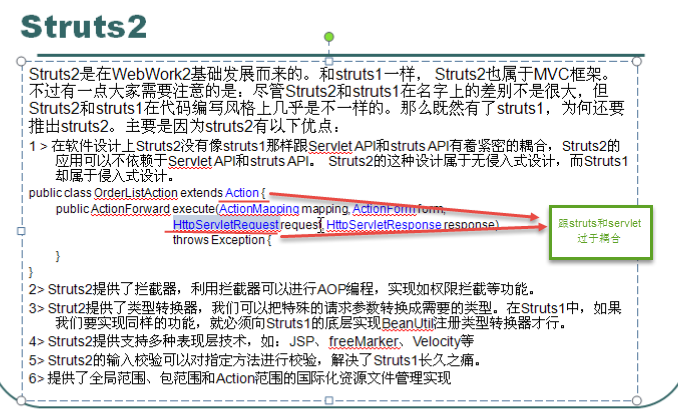 Struts2
Struts2是在WebWork2基础发展而来的。和struts1一样， Struts2也属于MVC框架。
不过有一点大家需要注意的是：尽管Struts2和struts1在名字上的差别不是很大，但
Struts2和struts1在代码编写风格上几乎是不一样的。那么既然有了struts1，为何还要
推出struts2。主要是因为struts2有以下优点：
1 > 在软件设计上Struts2没有像struts1那样跟Servlet API和struts API有着紧密的耦合，Struts2的
应用可以不依赖于Servlet API和struts API。 Struts2的这种设计属于无侵入式设计，而Struts1
却属于侵入式设计。
public class OrderListAction extends Action {
public ActionForward execute(ActionMapping mapping, ActionForm form,
HttpServletRequest request, HttpServletResponse response)
throws Exception {
}
}
跟struts和servlet
过于耦合
2> Struts2提供了拦截器，利用拦截器可以进行AOP编程，实现如权限拦截等功能。
3> Strut2提供了类型转换器，我们可以把特殊的请求参数转换成需要的类型。在Struts1中，如果
我们要实现同样的功能，就必须向Struts1的底层实现BeanUtil注册类型转换器才行。
4> Struts2提供支持多种表现层技术，如：JSP、freeMarker、Velocity等
5> Struts2的输入校验可以对指定方法进行校验，解决了Struts1长久之痛。
6> 提供了全局范围、包范围和Action范围的国际化资源文件管理实现